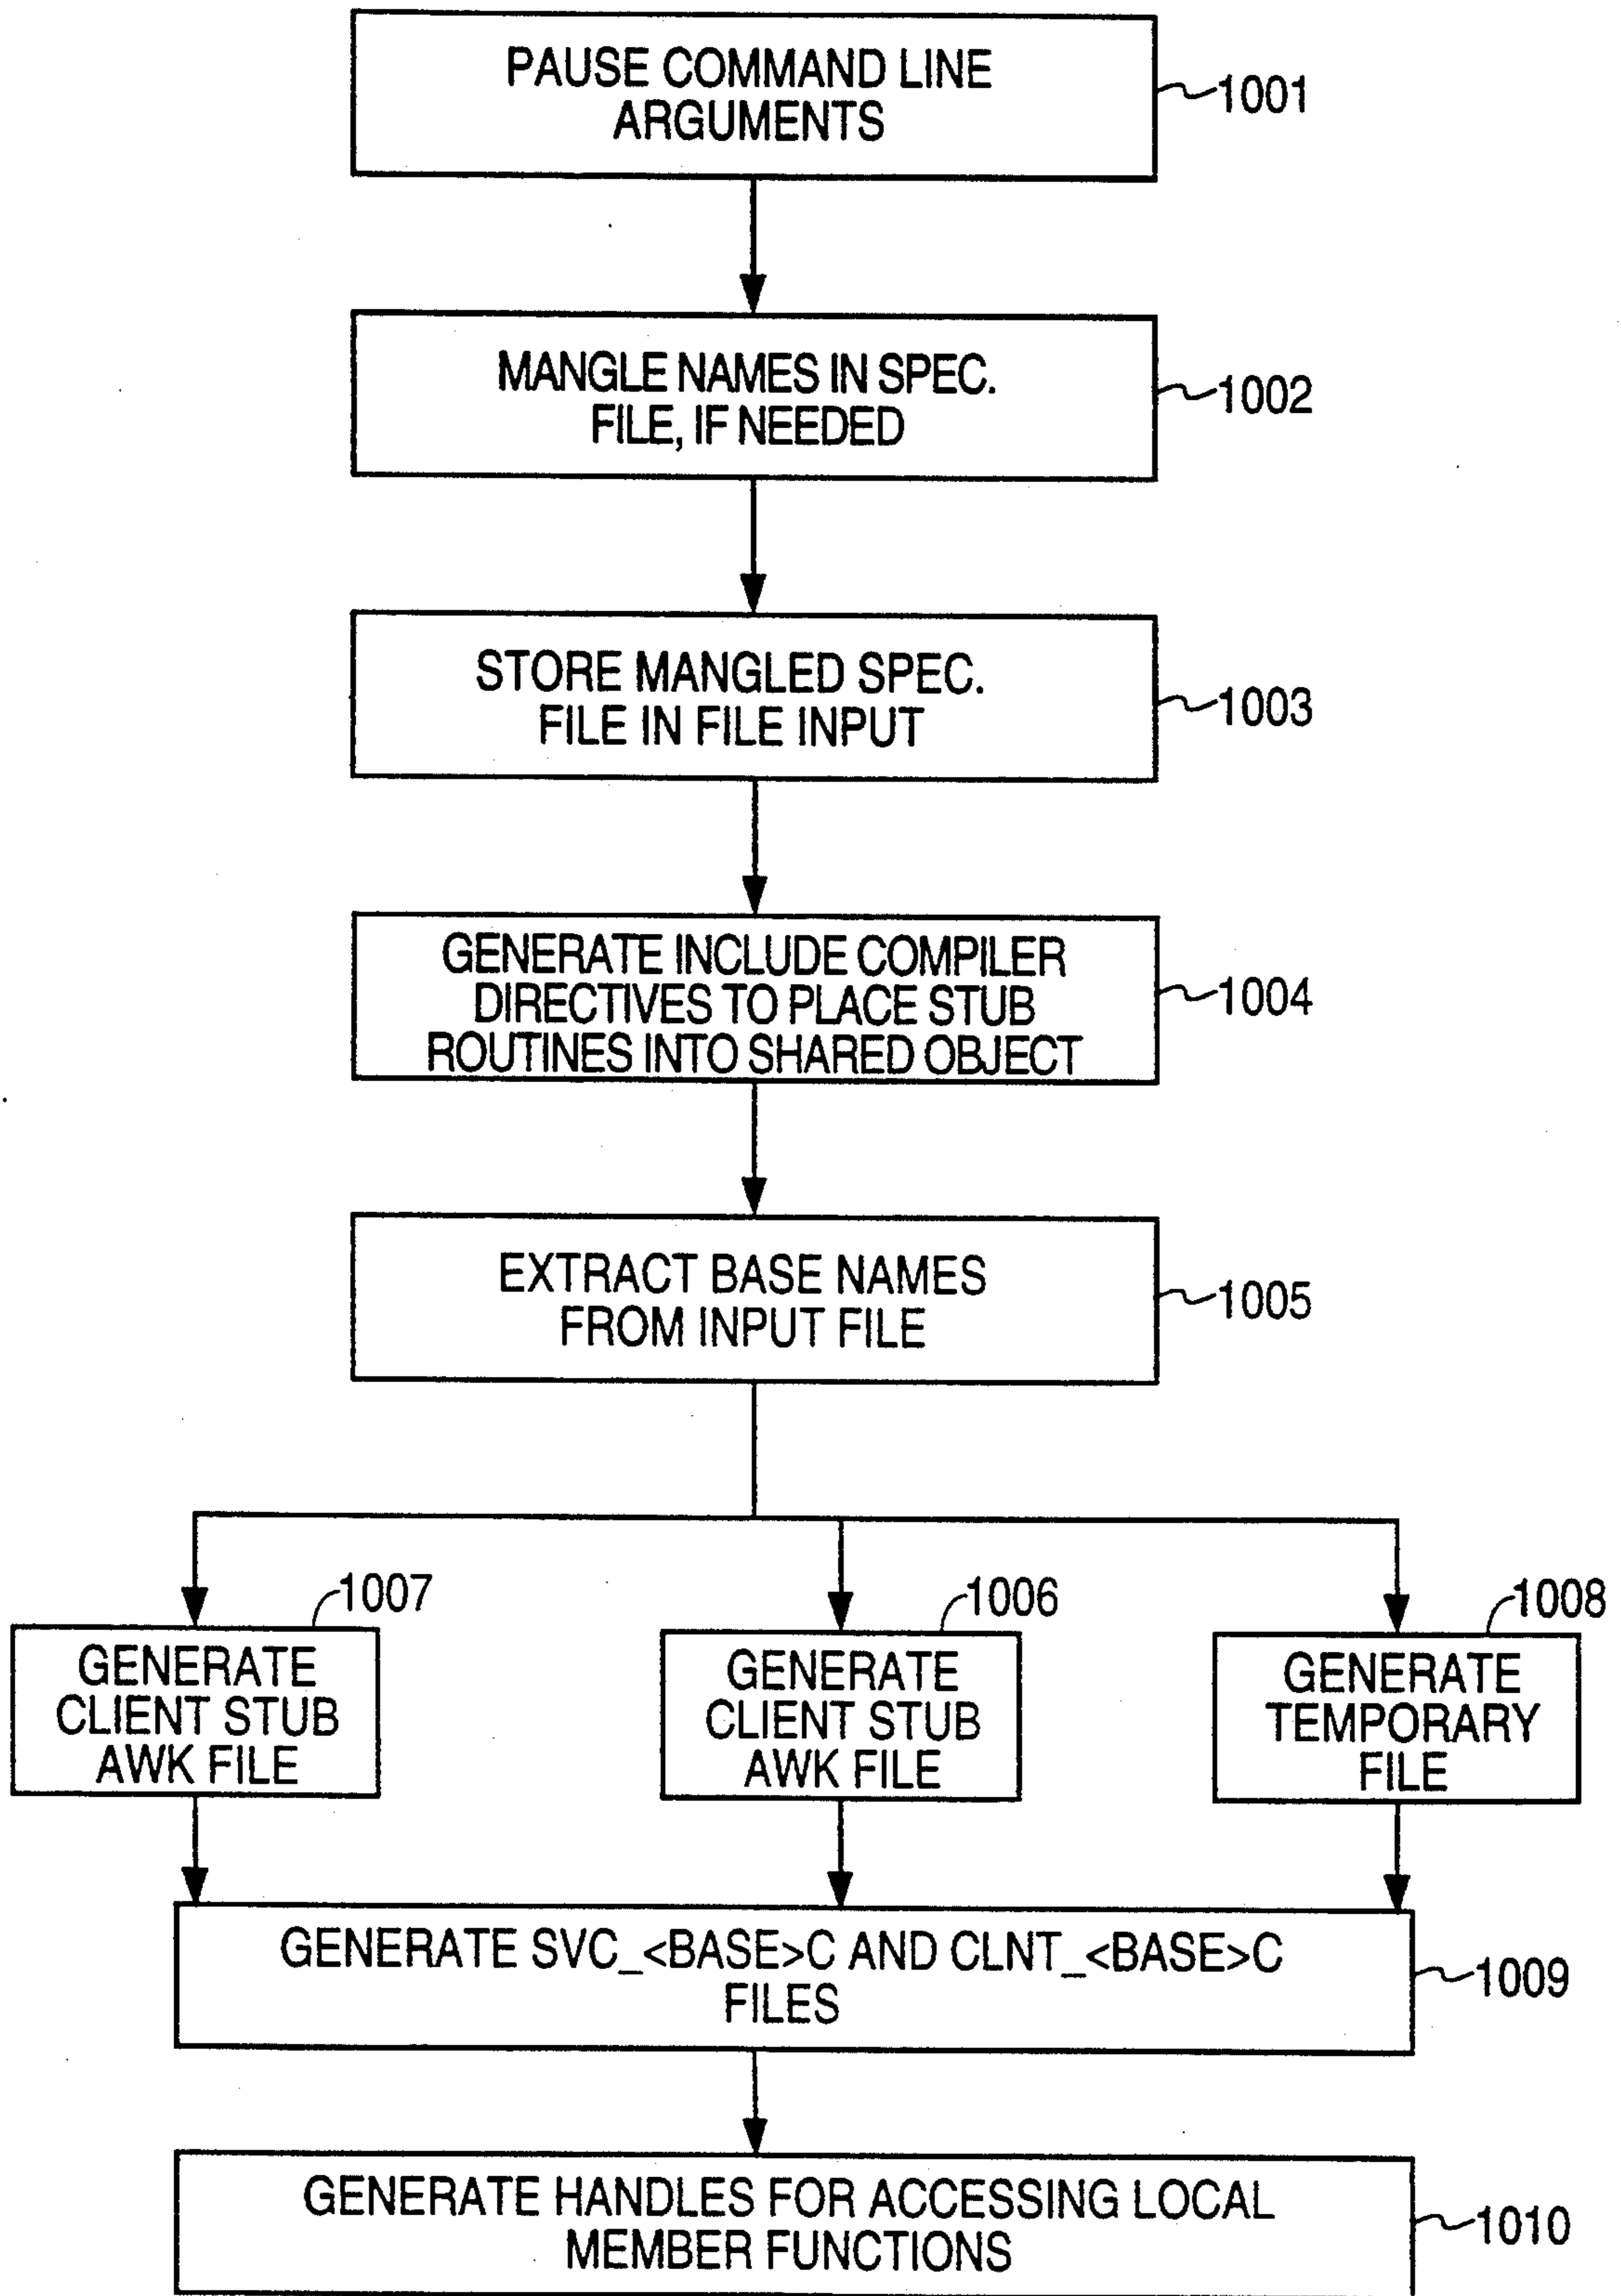 PAUSE COMMAND LINE
ARGUMENTS
1001
MANGLE NAMES IN SPEC.
FILE, IF NEEDED
1002
STORE MANGLED SPEC.
FILE IN FILE INPUT
1003
GENERATE INCLUDE COMPILER
DIRECTIVES TO PLACE STUB
ROUTINES INTO SHARED OBJECT
1004
EXTRACT BASE NAMES
FROM INPUT FILE
1005
1007
GENERATE
CLIENT STUB
AWK FILE
1006
GENERATE
CLIENT STUB
AWK FILE
1008
GENERATE
TEMPORARY
FILE
GENERATE SVC_<BASE>C AND CLNT_<BASE>C
FILES
1009
GENERATE HANDLES FOR ACCESSING LOCAL
MEMBER FUNCTIONS
1010